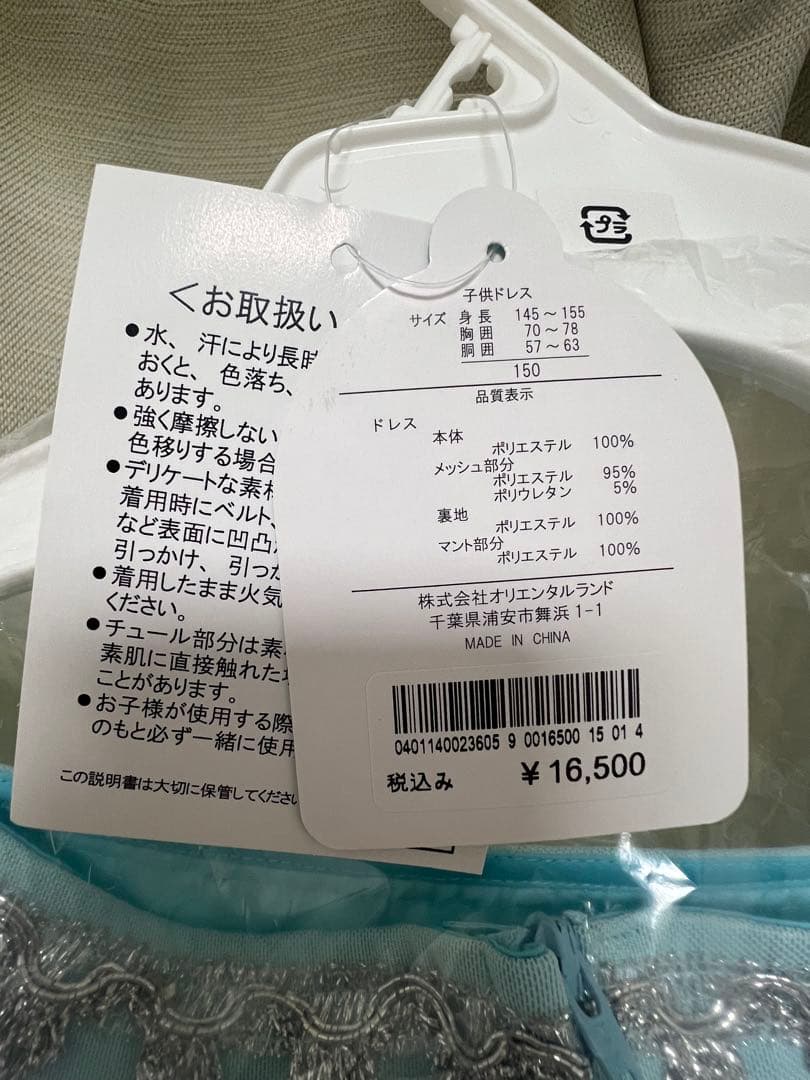 プラ
<お取扱い
●水、汗により長時
おくと、色落ち、
あります。
●強く摩擦しない
色移りする場合
●デリケートな素材
着用時にベルト、
など表面に凹凸
引っかけ、引っか
●着用したまま火気
ください。
●チュール部分は素
素肌に直接触れた
ことがあります。
●お子様が使用する際
のもと必ず一緒に使用
この説明書は大切に保管してくださ
子供ドレス
サイズ 身長 145～155
胸囲 70～78
胴囲 57～63
150
品質表示
ドレス
本体
ポリエステル 100%
メッシュ部分
ポリエステル 95%
ポリウレタン 5%
裏地
ポリエステル 100%
マント部分
ポリエステル 100%
株式会社オリエンタルランド
千葉県浦安市舞浜1-1
MADE IN CHINA
0401140023605 9 0016500 15 01 4
税込み ¥16,500